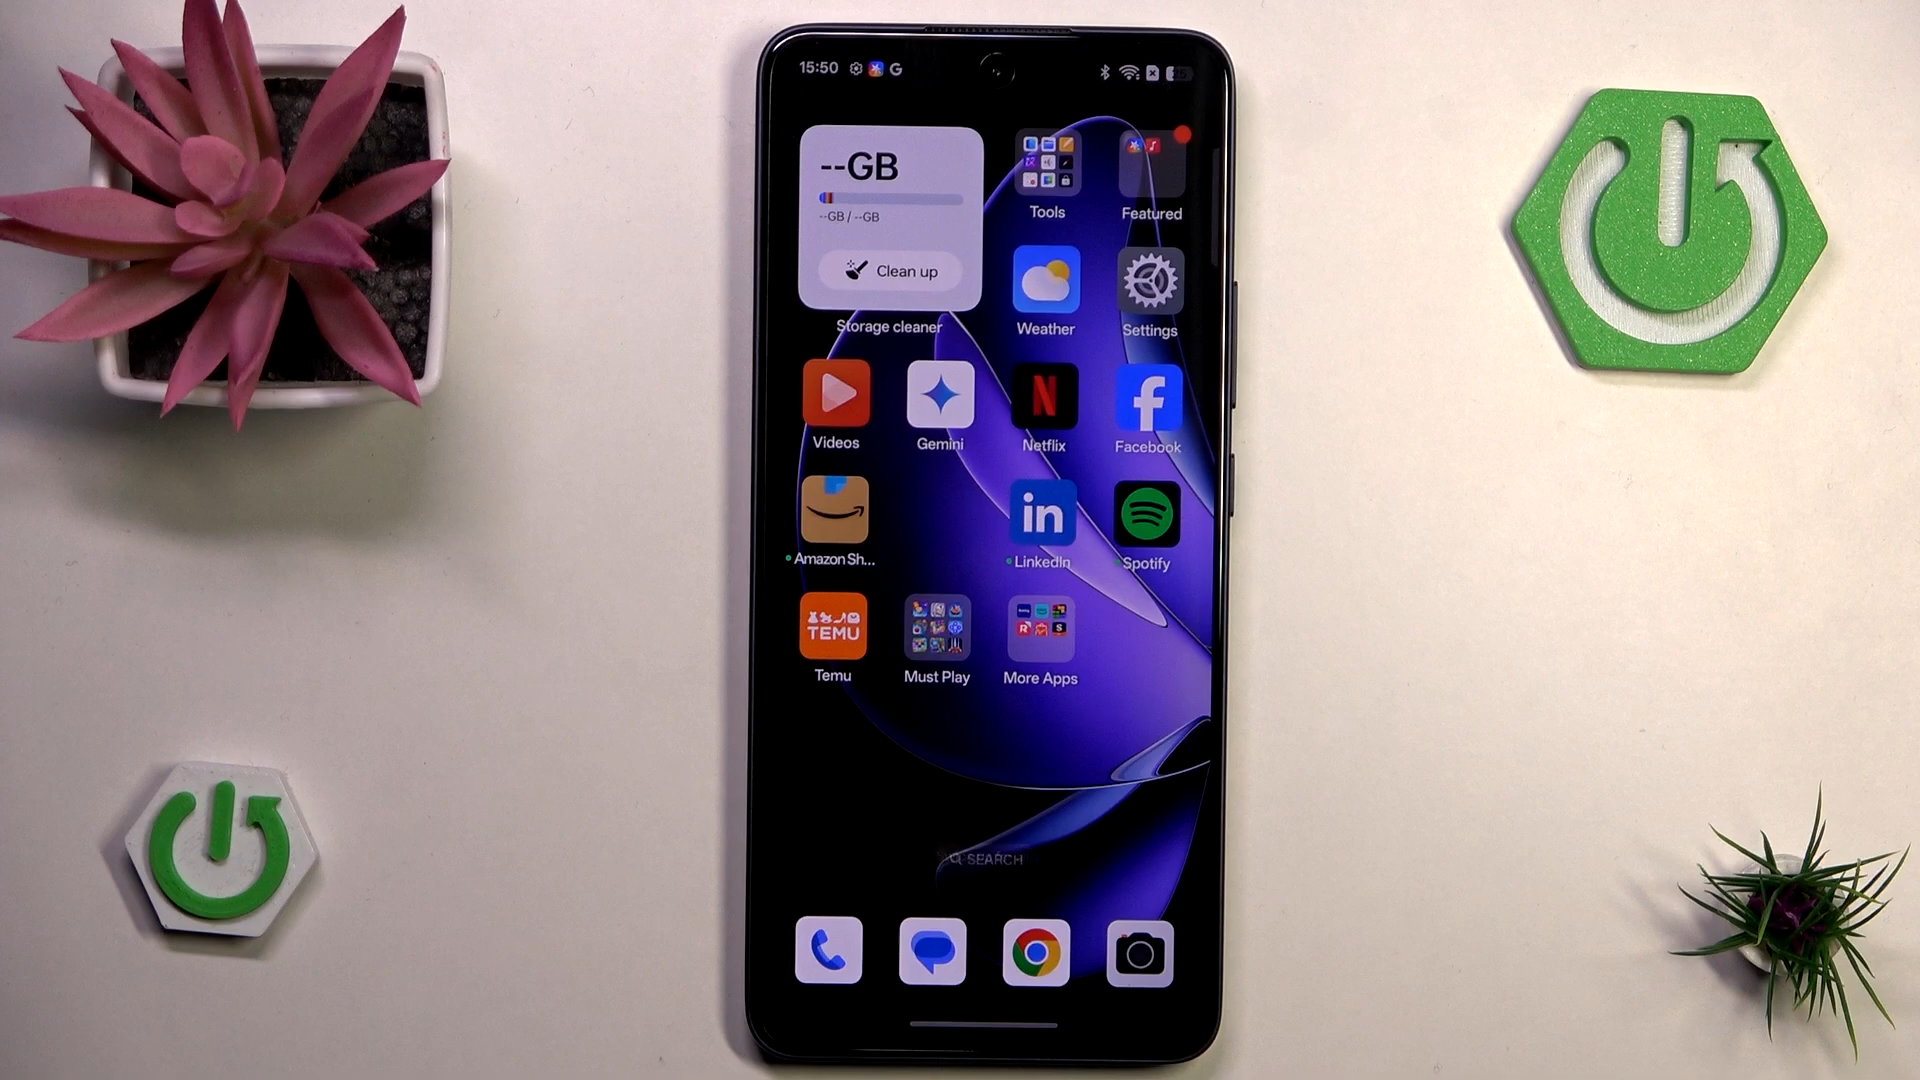 15:50
--GB
--GB / --GB
Clean up
Storage cleaner
Tools
Featured
Weather
Settings
Videos
Gemini
Netflix
Facebook
in
Amazon Sh...
LinkedIn
Spotify
TEMU
Temu
Must Play
More Apps
SEARCH